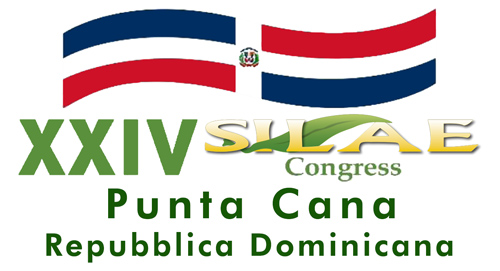 XXIV SILAE
Congress
Punta Cana
Repubblica Dominicana